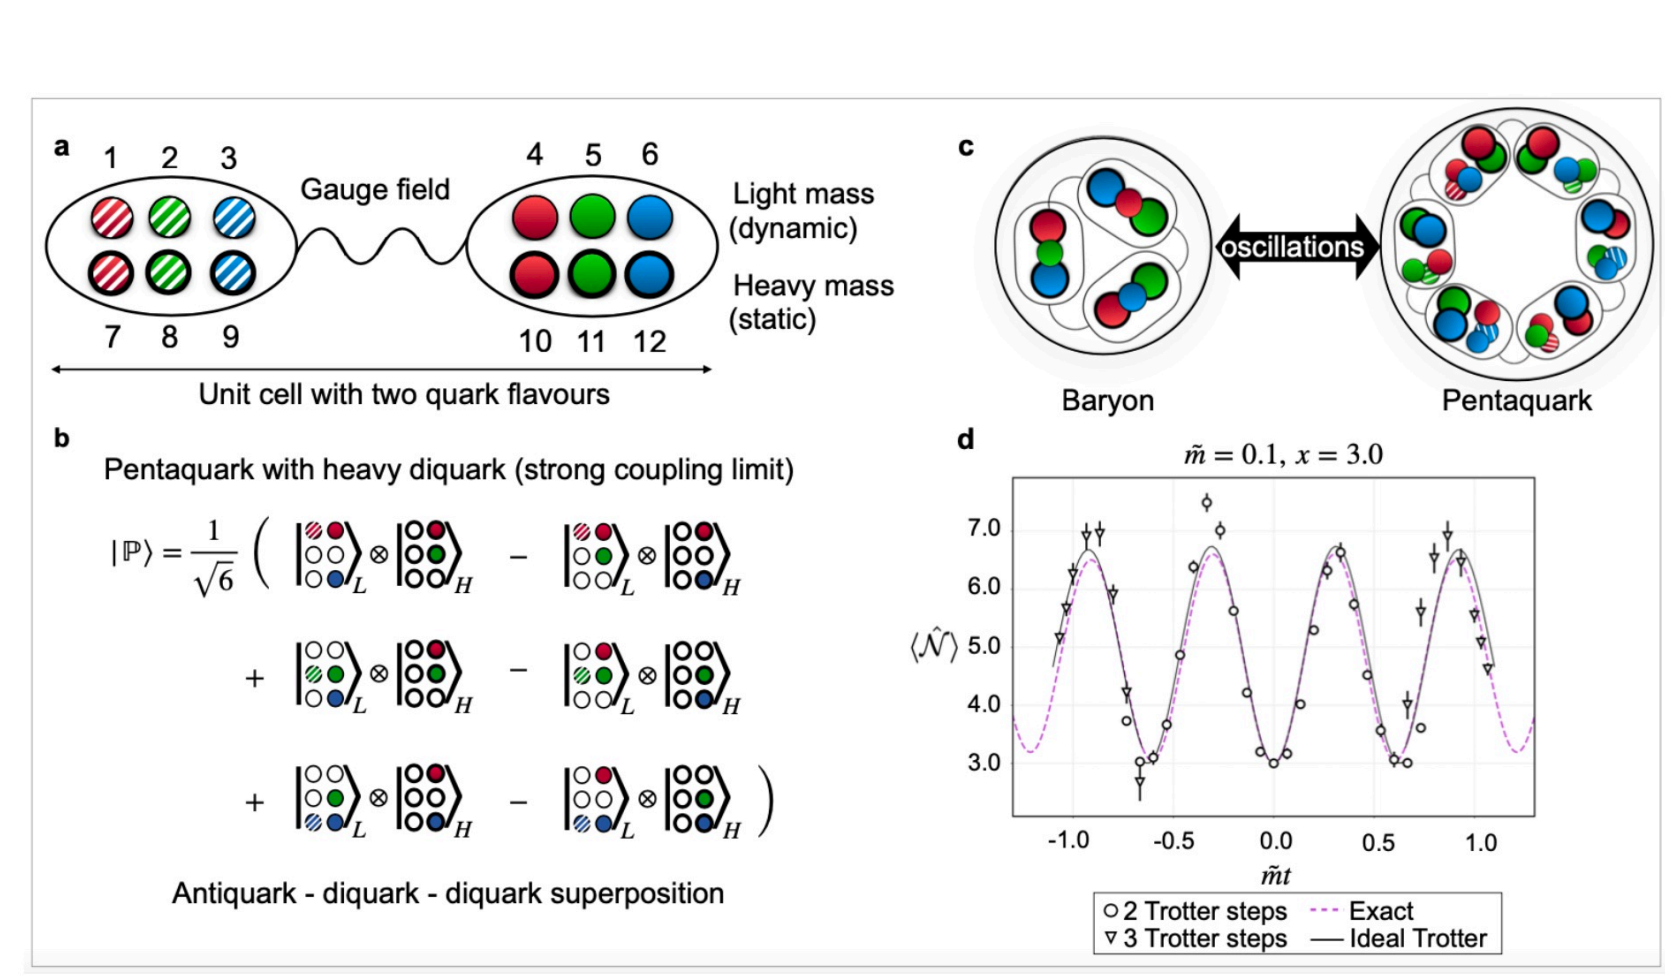 a
1 2 3
4 5 6
Gauge field
Light mass
(dynamic)
Heavy mass
(static)
7 8 9
10 11 12
Unit cell with two quark flavours
b
Pentaquark with heavy diquark (strong coupling limit)
|ℙ⟩ = 1/√6 ( | ⟩L ⊗ | ⟩H − | ⟩L ⊗ | ⟩H
+ | ⟩L ⊗ | ⟩H − | ⟩L ⊗ | ⟩H
+ | ⟩L ⊗ | ⟩H − | ⟩L ⊗ | ⟩H )
Antiquark - diquark - diquark superposition
c
oscillations
Baryon
Pentaquark
d
m̃ = 0.1, x = 3.0
7.0
6.0
5.0
⟨𝒩̂⟩
4.0
3.0
-1.0 -0.5 0.0 0.5 1.0
m̃t
2 Trotter steps Exact
3 Trotter steps Ideal Trotter